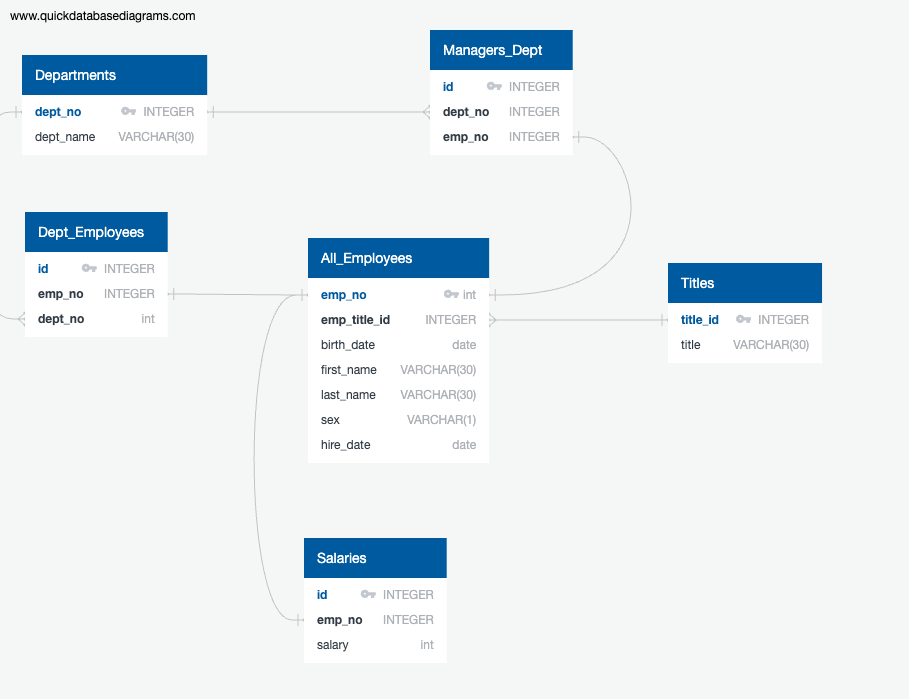 www.quickdatabasediagrams.com
Departments
dept_no INTEGER
dept_name VARCHAR(30)
Managers_Dept
id INTEGER
dept_no INTEGER
emp_no INTEGER
Dept_Employees
id INTEGER
emp_no INTEGER
dept_no int
All_Employees
emp_no int
emp_title_id INTEGER
birth_date date
first_name VARCHAR(30)
last_name VARCHAR(30)
sex VARCHAR(1)
hire_date date
Titles
title_id INTEGER
title VARCHAR(30)
Salaries
id INTEGER
emp_no INTEGER
salary int